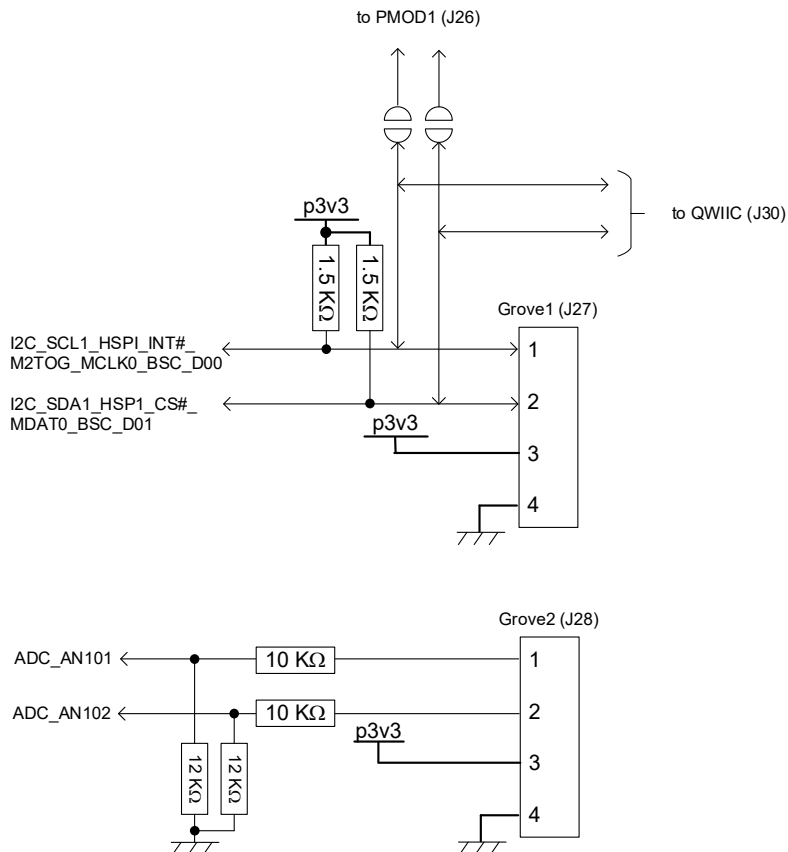 to PMOD1 (J26)
to QWIIC (J30)
p3v3
1.5 KΩ
1.5 KΩ
Grove1 (J27)
I2C_SCL1_HSPI_INT#_
M2TOG_MCLK0_BSC_D00
1
I2C_SDA1_HSP1_CS#_
MDAT0_BSC_D01
2
p3v3
3
4
Grove2 (J28)
ADC_AN101
10 KΩ
1
ADC_AN102
10 KΩ
2
p3v3
12 KΩ
12 KΩ
3
4